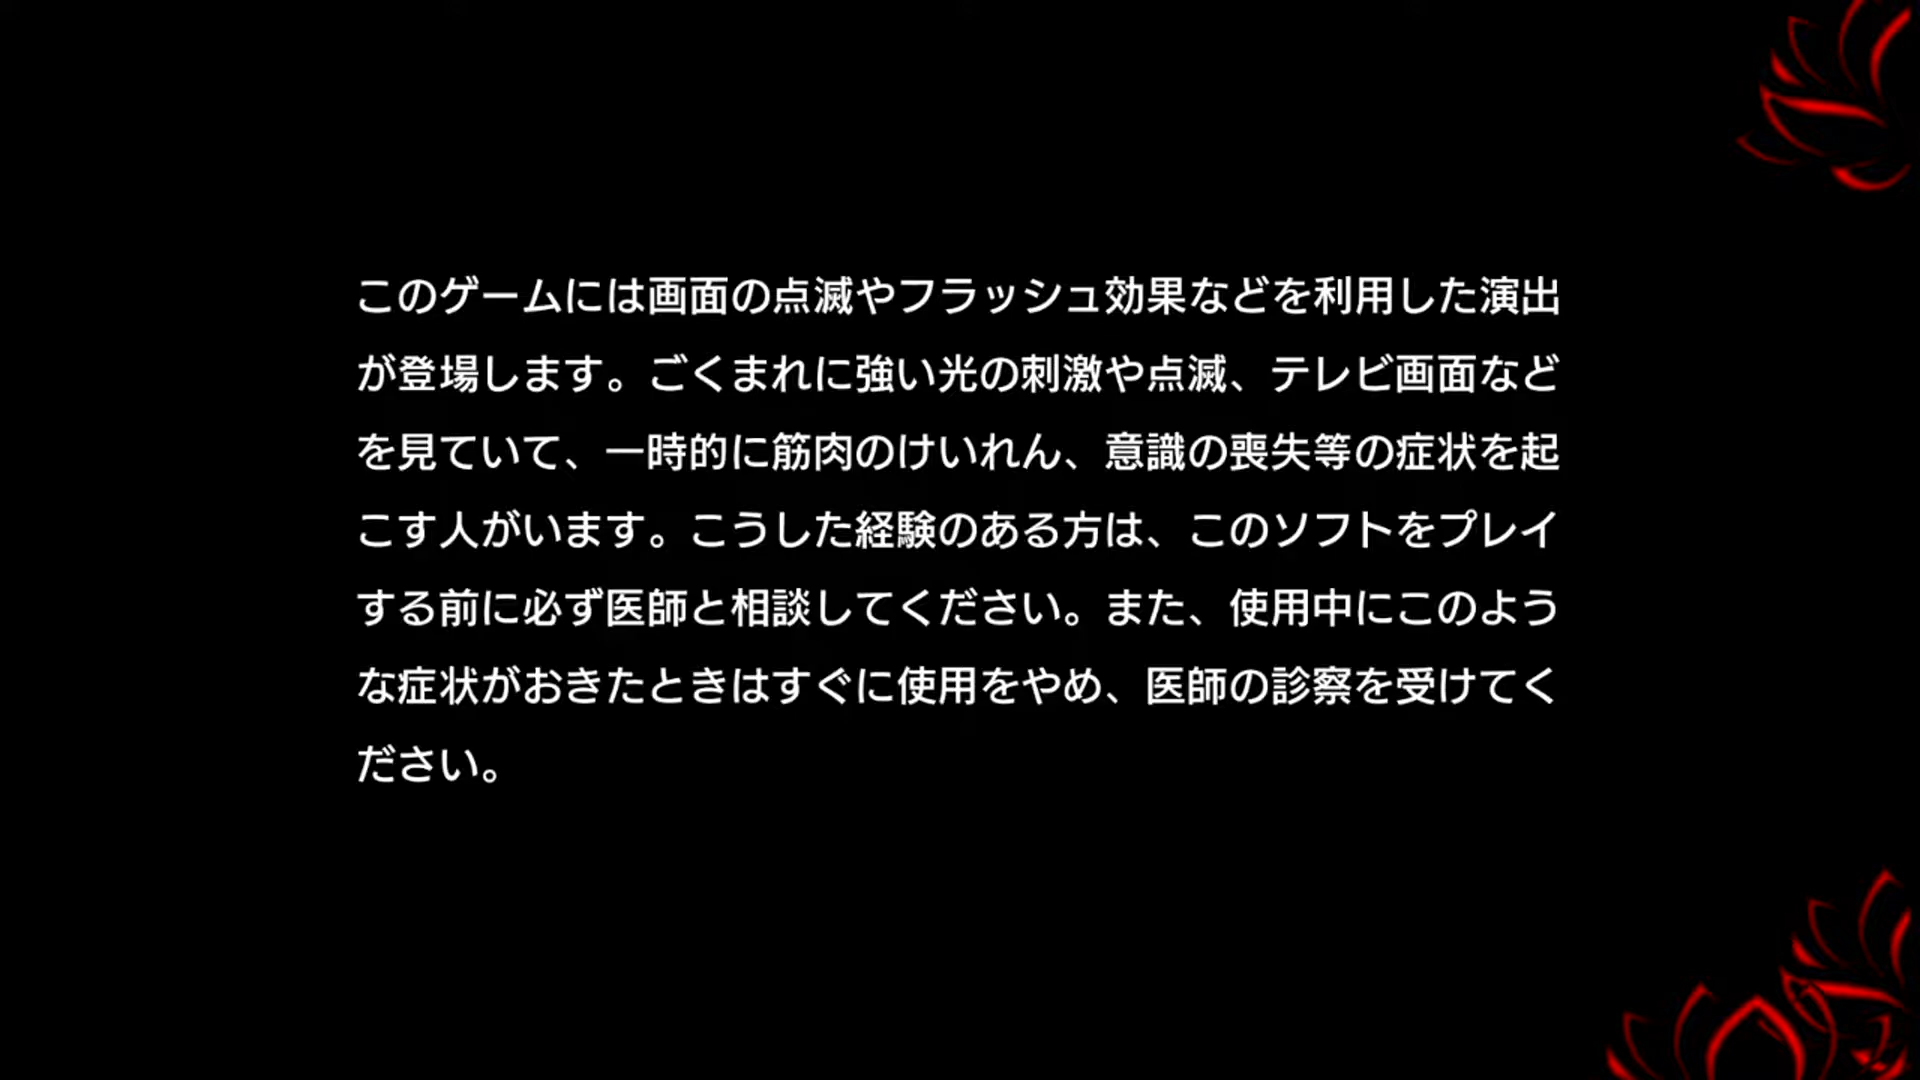 このゲームには画面の点滅やフラッシュ効果などを利用した演出
が登場します。ごくまれに強い光の刺激や点滅、テレビ画面など
を見ていて、一時的に筋肉のけいれん、意識の喪失等の症状を起
こす人がいます。こうした経験のある方は、このソフトをプレイ
する前に必ず医師と相談してください。また、使用中にこのよう
な症状がおきたときはすぐに使用をやめ、医師の診察を受けてく
ださい。